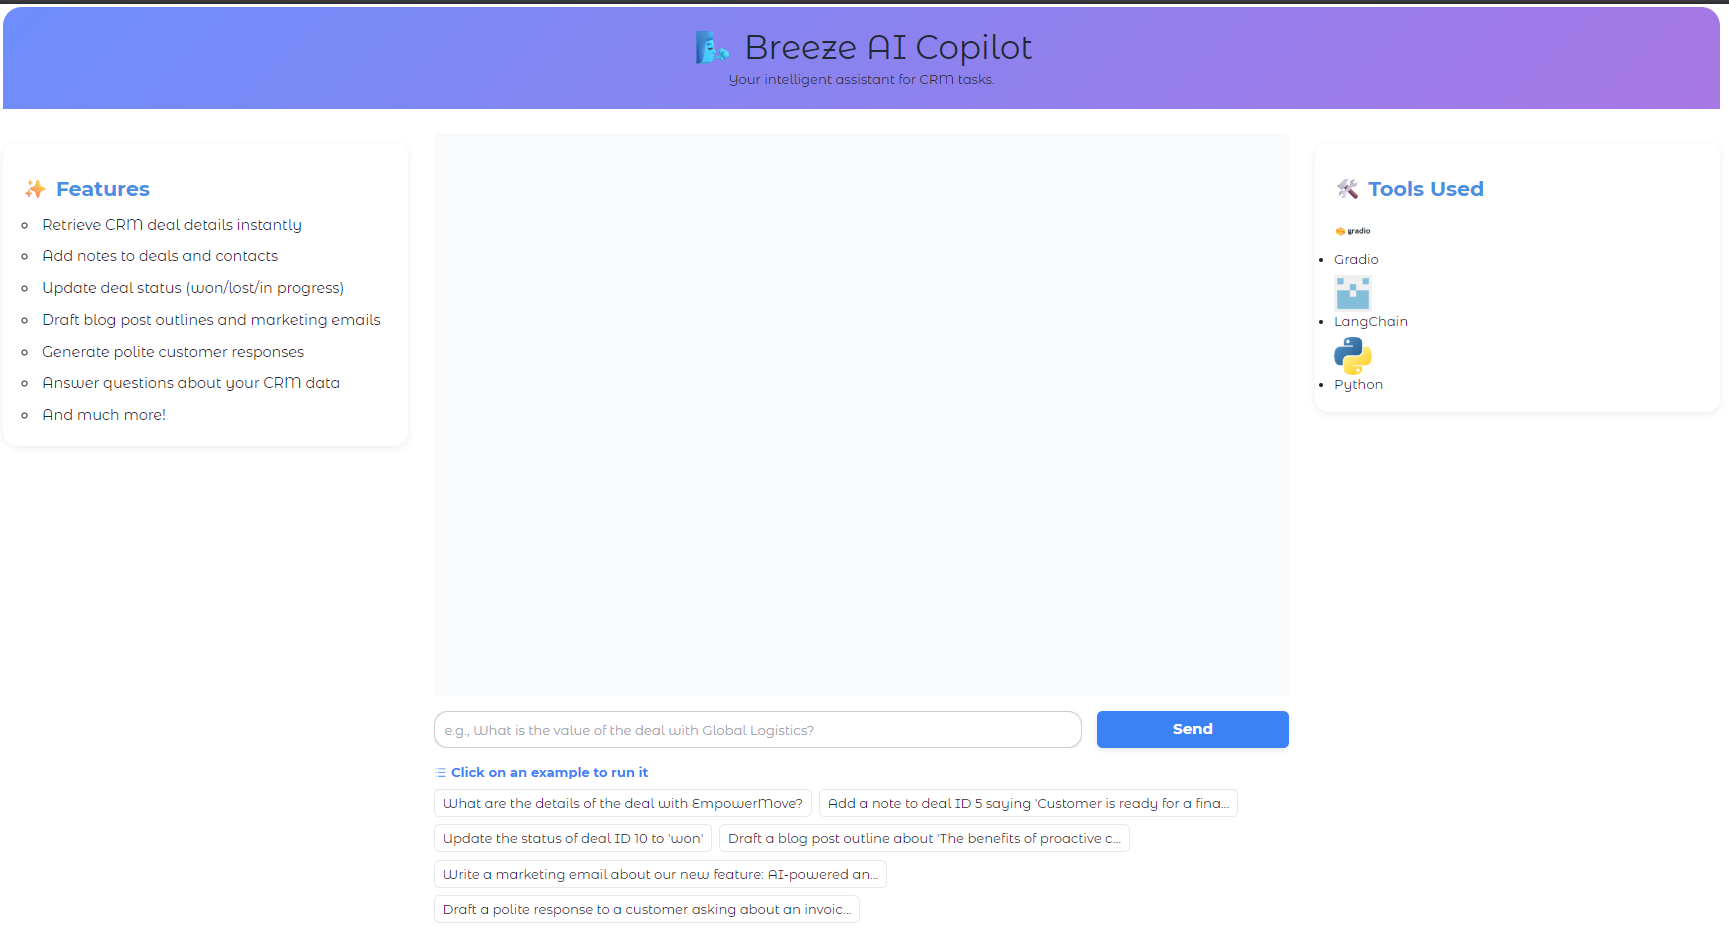 Breeze AI Copilot
Your intelligent assistant for CRM tasks.
✨ Features
Retrieve CRM deal details instantly
Add notes to deals and contacts
Update deal status (won/lost/in progress)
Draft blog post outlines and marketing emails
Generate polite customer responses
Answer questions about your CRM data
And much more!
e.g., What is the value of the deal with Global Logistics?
Send
Click on an example to run it
What are the details of the deal with EmpowerMove?
Add a note to deal ID 5 saying 'Customer is ready for a fina...
Update the status of deal ID 10 to 'won'
Draft a blog post outline about 'The benefits of proactive c...
Write a marketing email about our new feature: AI-powered an...
Draft a polite response to a customer asking about an invoic...
🛠️ Tools Used
gradio
Gradio
LangChain
Python